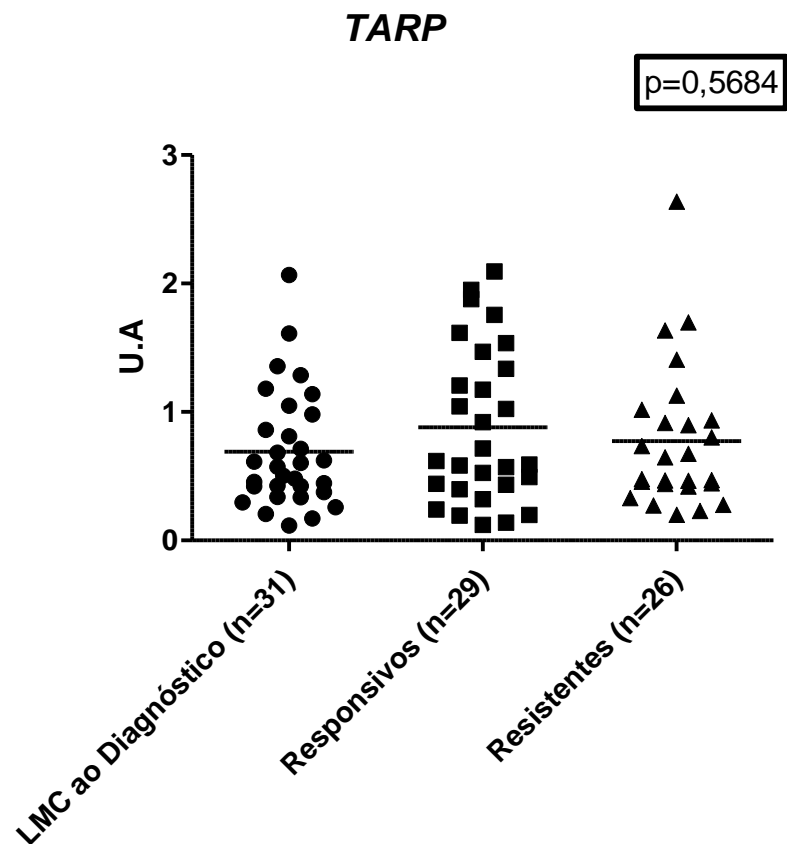 TARP
p=0,5684
3
2
1
0
U.A
LMC ao Diagnóstico (n=31)
Responsivos (n=29)
Resistentes (n=26)